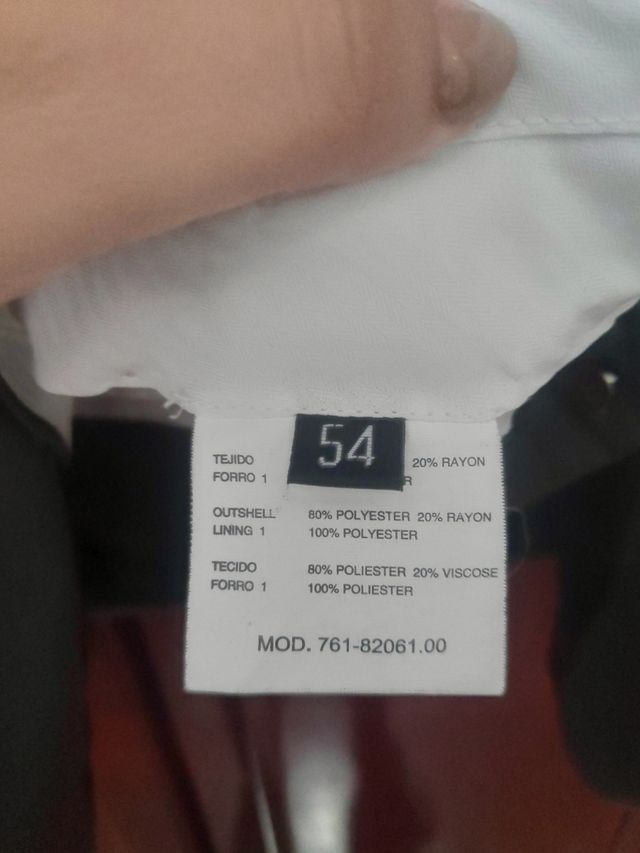 54
TEJIDO 20% RAYON
FORRO 1 R
OUTSHELL 80% POLYESTER 20% RAYON
LINING 1 100% POLYESTER
TECIDO 80% POLIESTER 20% VISCOSE
FORRO 1 100% POLIESTER
MOD. 761-82061.00